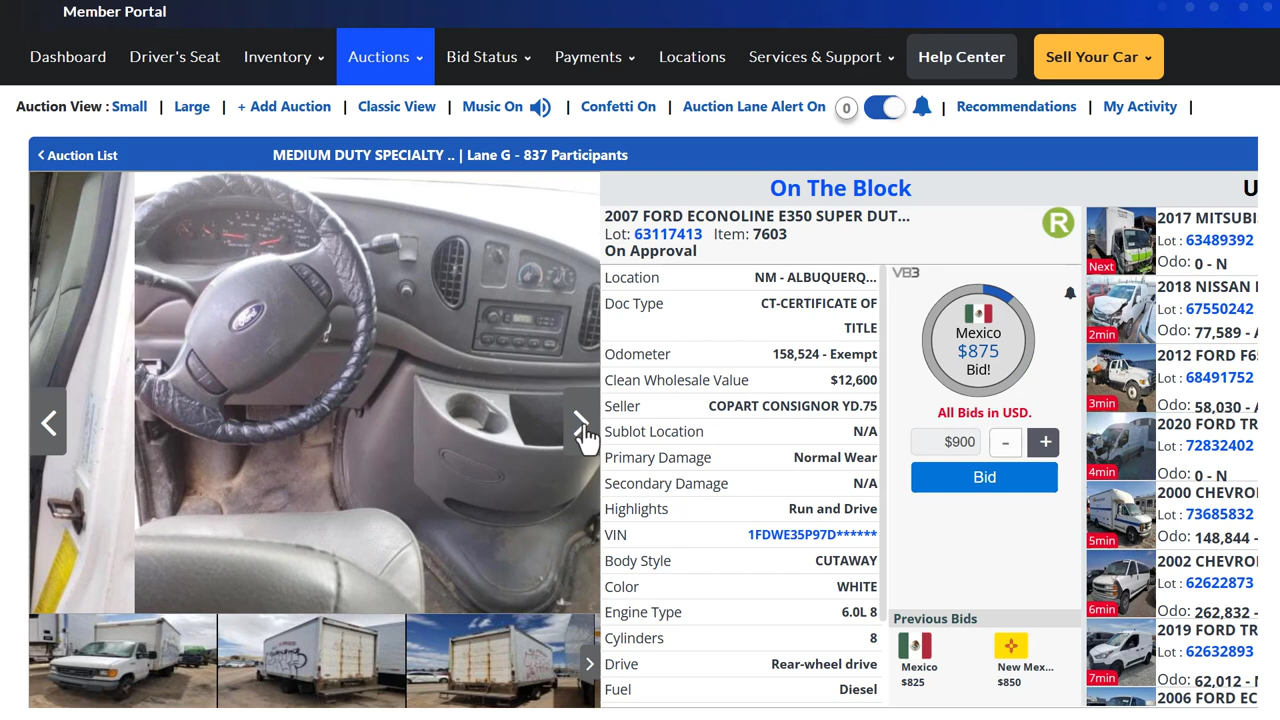 Member Portal
Dashboard Driver's Seat Inventory Auctions Bid Status Payments Locations Services & Support Help Center Sell Your Car
Auction View : Small | Large | + Add Auction | Classic View | Music On | Confetti On | Auction Lane Alert On 0 | Recommendations | My Activity |
Auction List MEDIUM DUTY SPECIALTY .. | Lane G - 837 Participants
On The Block U
2007 FORD ECONOLINE E350 SUPER DUT...
Lot: 63117413 Item: 7603
On Approval
R
Location NM - ALBUQUERQ...
Doc Type CT-CERTIFICATE OF
TITLE
Odometer 158,524 - Exempt
Clean Wholesale Value $12,600
Seller COPART CONSIGNOR YD.75
Sublot Location N/A
Primary Damage Normal Wear
Secondary Damage N/A
Highlights Run and Drive
VIN 1FDWE35P97D******
Body Style CUTAWAY
Color WHITE
Engine Type 6.0L 8
Cylinders 8
Drive Rear-wheel drive
Fuel Diesel
VB3
Mexico
$875
Bid!
All Bids in USD.
$900 - +
Bid
Previous Bids
Mexico
$825
New Mex...
$850
2017 MITSUBI
Lot : 63489392
Odo: 0 - N
Next
2018 NISSAN
Lot : 67550242
Odo: 77,589 -
2min
2012 FORD F6
Lot : 68491752
Odo: 58,030 -
3min
2020 FORD TR
Lot : 72832402
Odo: 0 - N
4min
2000 CHEVRO
Lot : 73685832
Odo: 148,844 -
5min
2002 CHEVRO
Lot : 62622873
Odo: 262,832 -
6min
2019 FORD TR
Lot : 62632893
Odo: 62,012 -
7min
2006 FORD EC
Ford